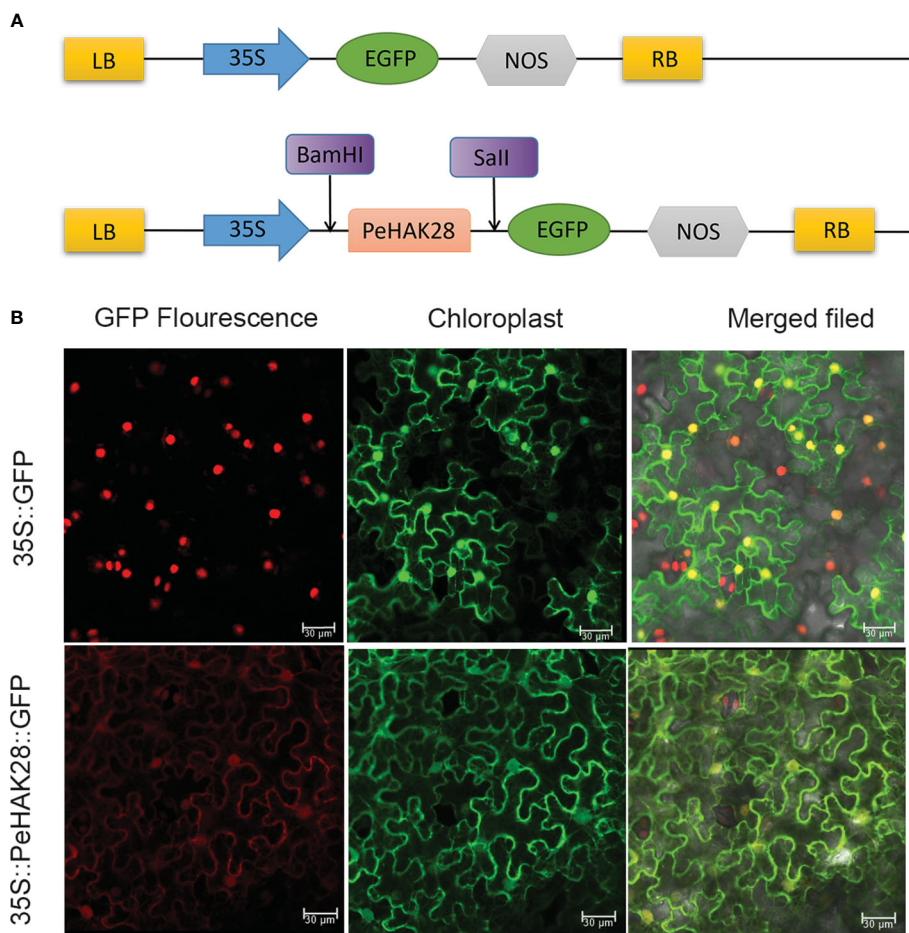 A
LB 35S EGFP NOS RB
BamHI SalI
LB 35S PeHAK28 EGFP NOS RB
B
GFP Flourescence Chloroplast Merged filed
35S::GFP
30 µm 30 µm 30 µm
35S::PeHAK28::GFP
30 µm 30 µm 30 µm